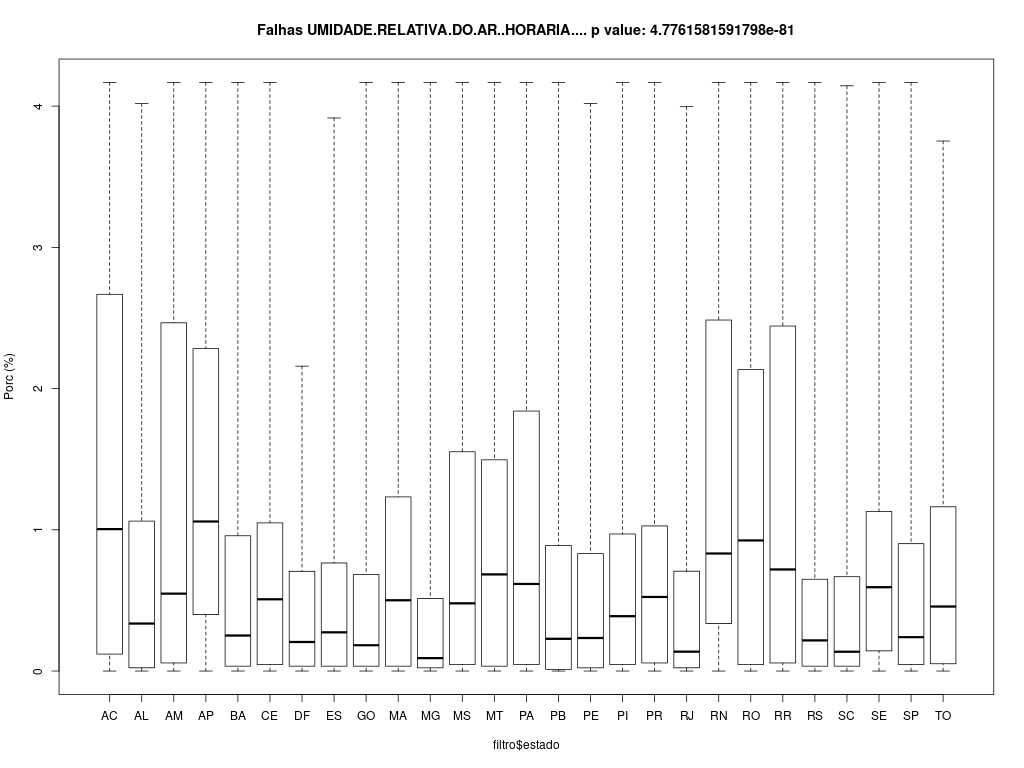 Falhas UMIDADE.RELATIVA.DO.AR..HORARIA.... p value: 4.7761581591798e-81
Porc (%)
4
3
2
1
0
AC AL AM AP BA CE DF ES GO MA MG MS MT PA PB PE PI PR RJ RN RO RR RS SC SE SP TO
filtro$estado